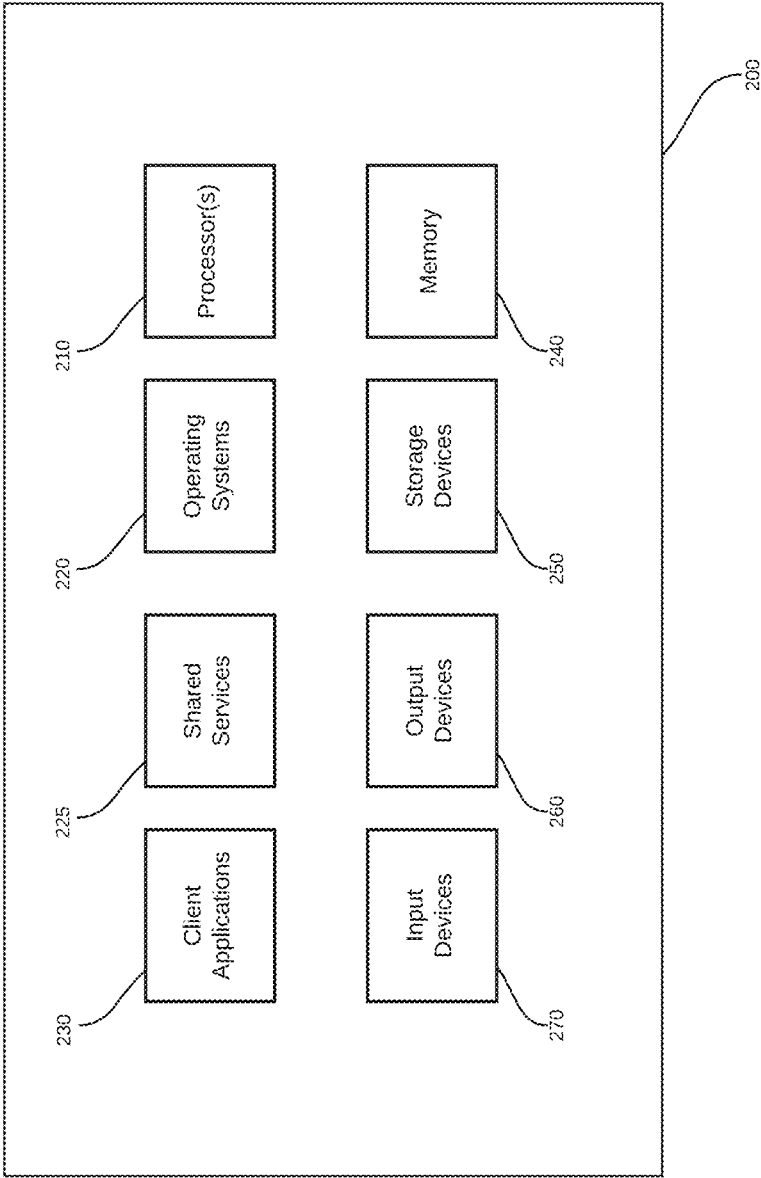 230
225
220
210
Client
Applications
Shared
Services
Operating
Systems
Processor(s)
Input
Devices
Output
Devices
Storage
Devices
Memory
270
260
250
240
200